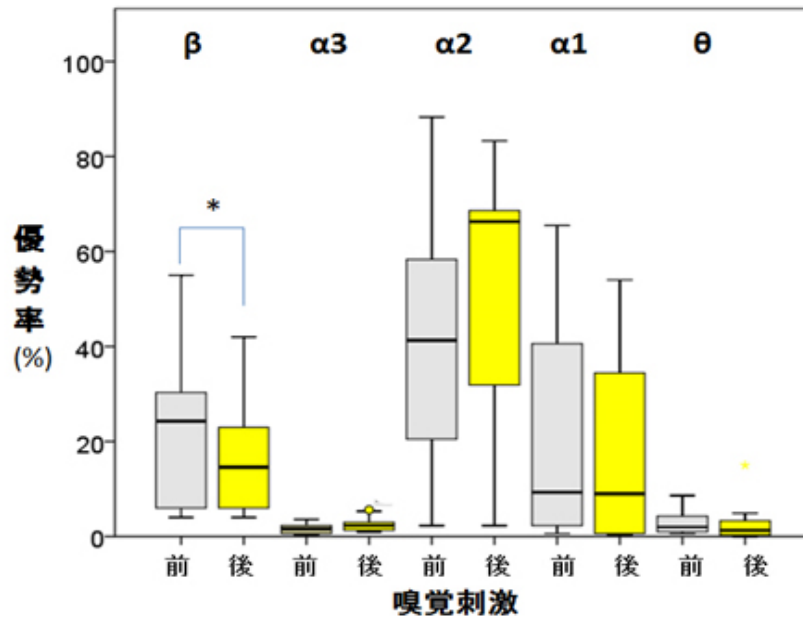 β α3 α2 α1 θ
100
80
60
40
20
0
*
優勢率
(%)
前 後 前 後 前 後 前 後 前 後
嗅覚刺激